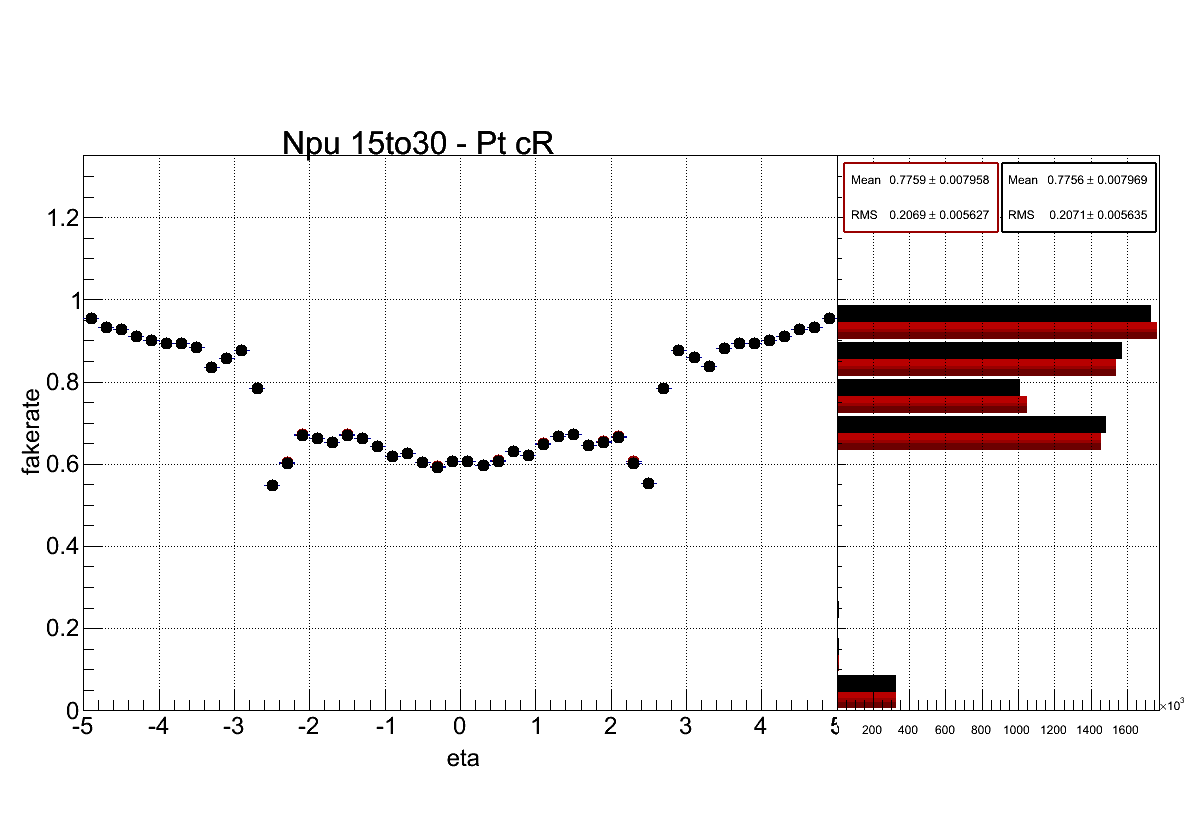 Npu 15to30 - Pt cR
Mean 0.7759 ± 0.007958
RMS 0.2069 ± 0.005627
Mean 0.7756 ± 0.007969
RMS 0.2071± 0.005635
fakerate
1.2
1
0.8
0.6
0.4
0.2
0
-5 -4 -3 -2 -1 0 1 2 3 4
eta
200 400 600 800 1000 1200 1400 1600
×10³